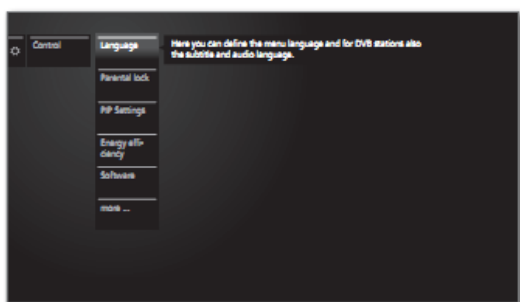 Control
Language
Here you can define the menu language and for DVB stations also
the subtitle and audio language.
Parental lock
PIP Settings
Energy effi-
ciency
Software
more ...